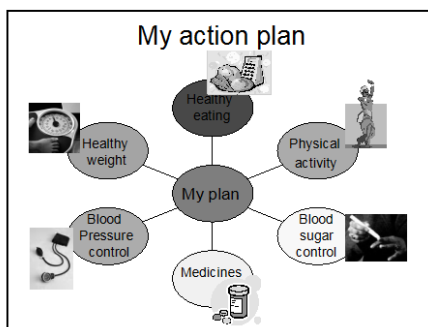 My action plan
Healthy
eating
Healthy
weight
Physical
activity
My plan
Blood
Pressure
control
Blood
sugar
control
Medicines